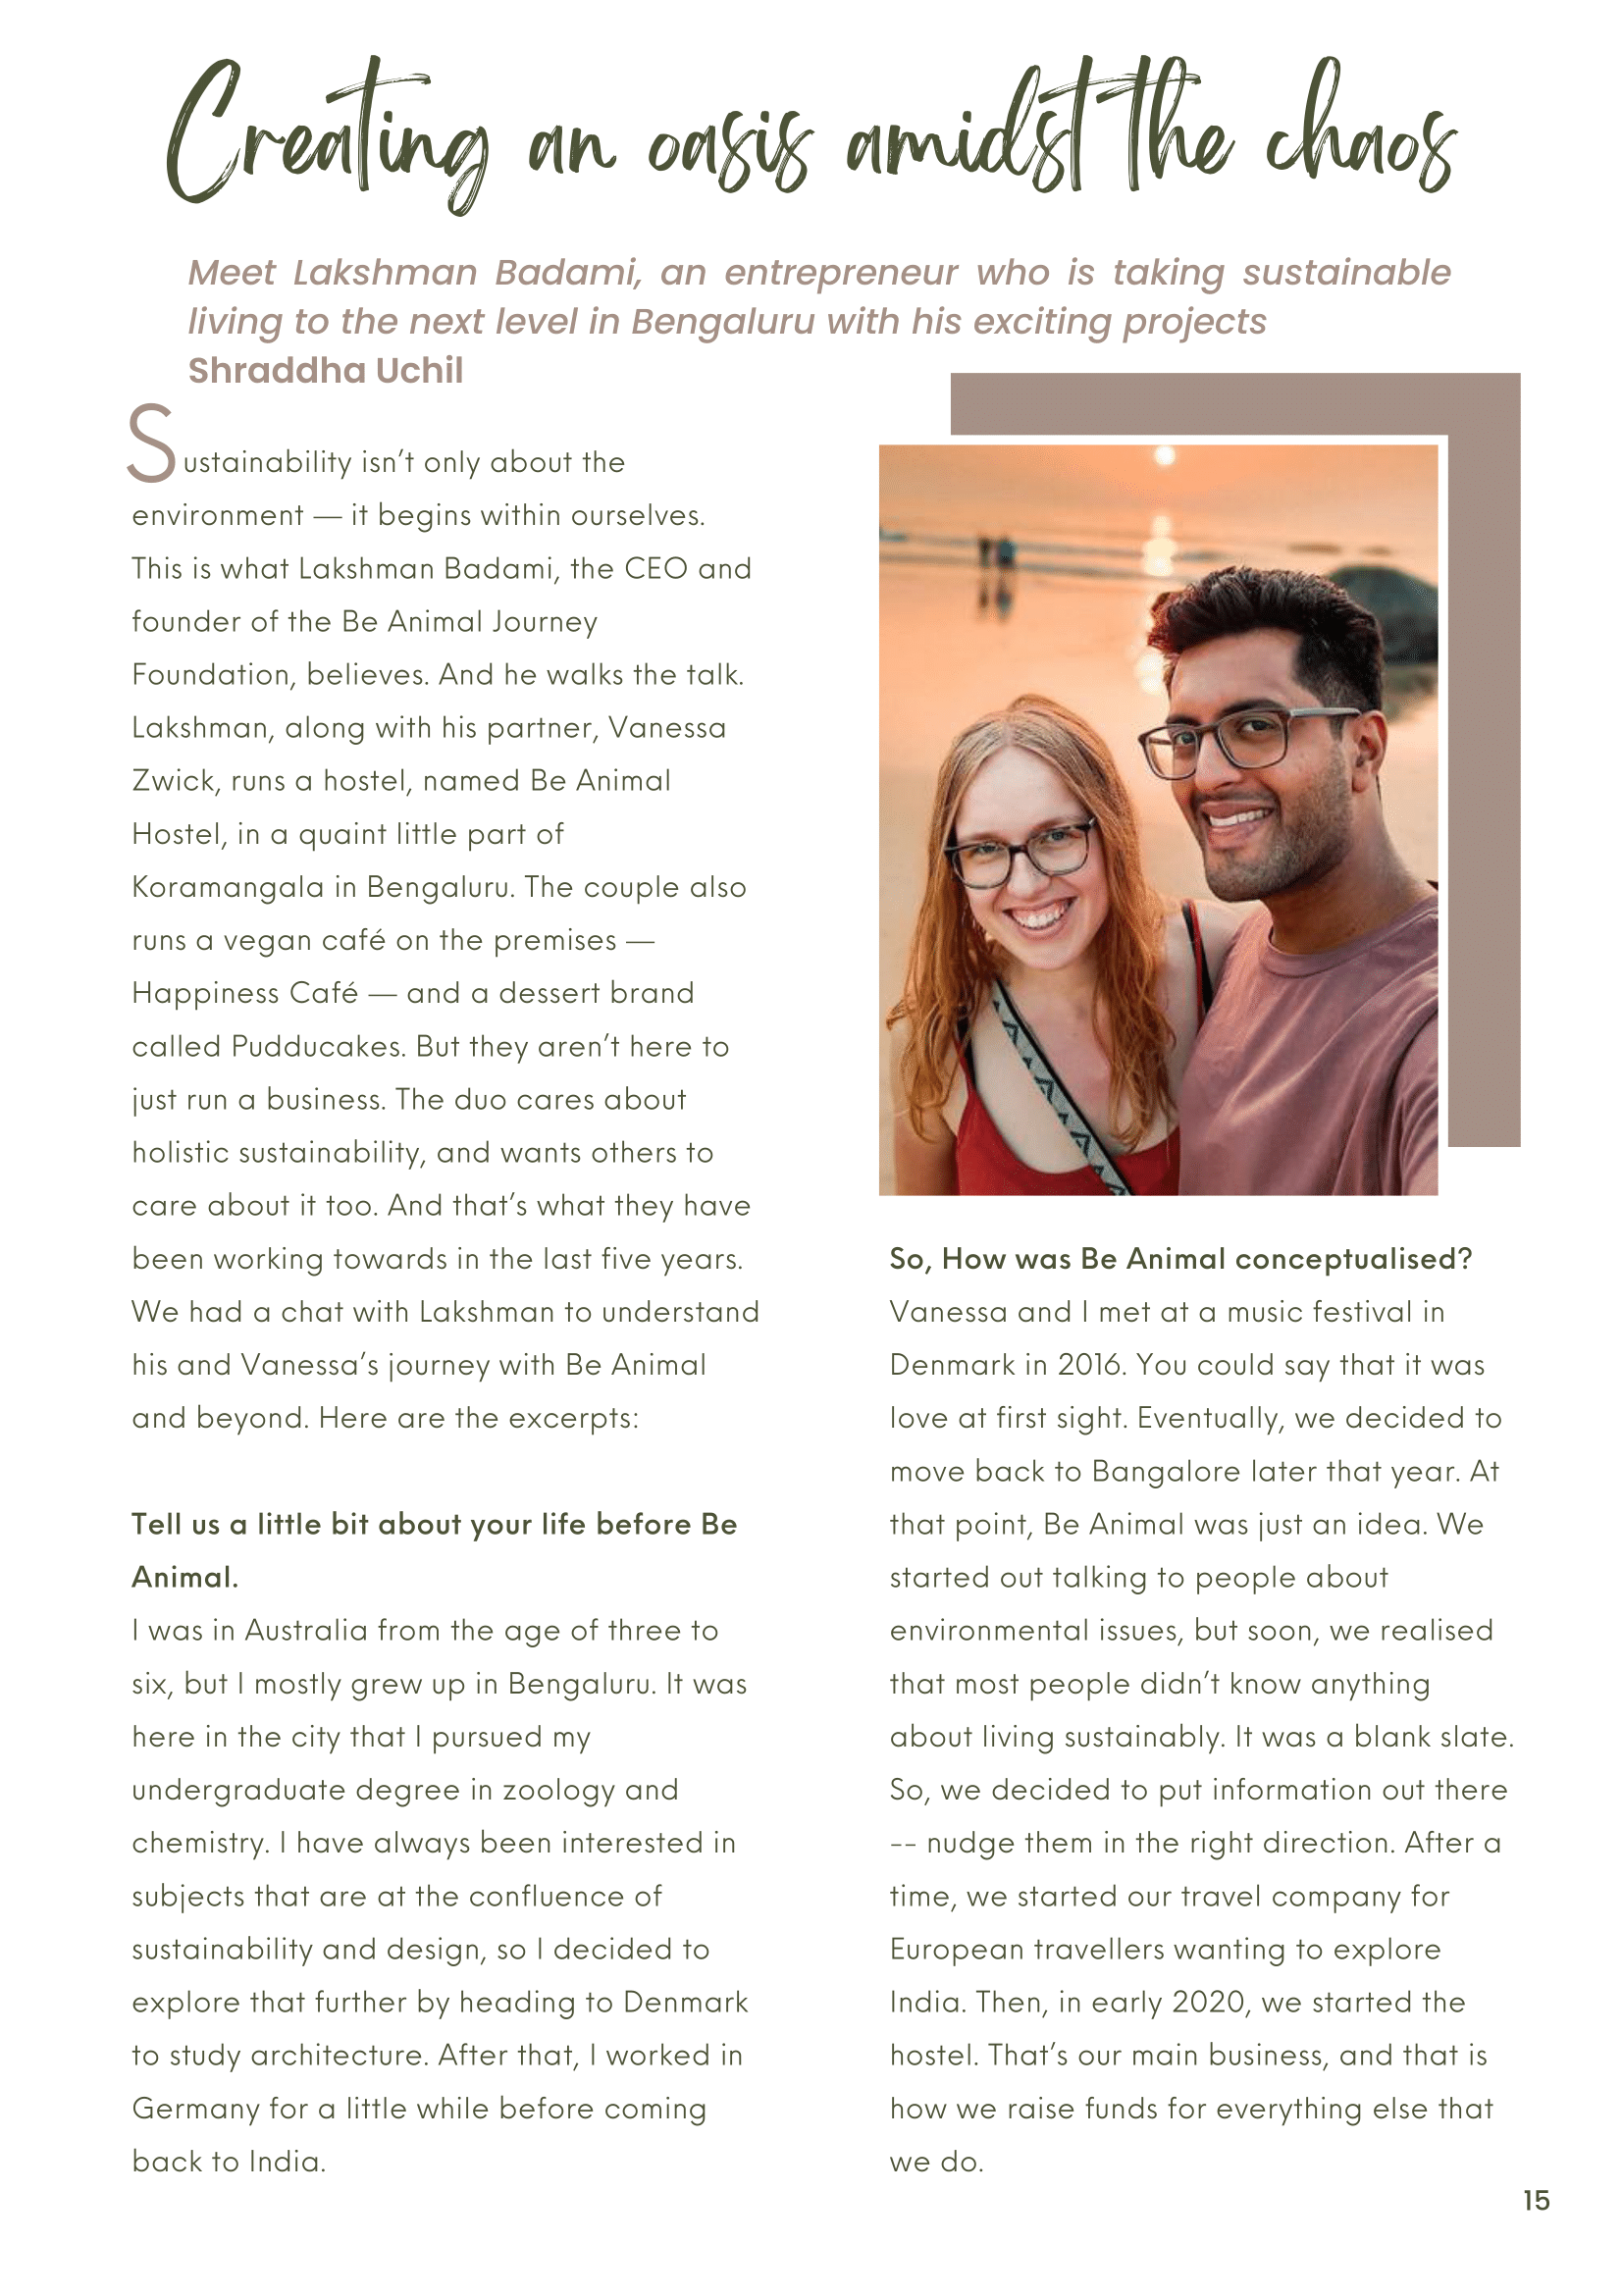 Creating an oasis amidst the chaos
Meet Lakshman Badami, an entrepreneur who is taking sustainable
living to the next level in Bengaluru with his exciting projects
Shraddha Uchil
Sustainability isn’t only about the
environment — it begins within ourselves.
This is what Lakshman Badami, the CEO and
founder of the Be Animal Journey
Foundation, believes. And he walks the talk.
Lakshman, along with his partner, Vanessa
Zwick, runs a hostel, named Be Animal
Hostel, in a quaint little part of
Koramangala in Bengaluru. The couple also
runs a vegan café on the premises —
Happiness Café — and a dessert brand
called Pudducakes. But they aren’t here to
just run a business. The duo cares about
holistic sustainability, and wants others to
care about it too. And that’s what they have
been working towards in the last five years.
We had a chat with Lakshman to understand
his and Vanessa’s journey with Be Animal
and beyond. Here are the excerpts:
Tell us a little bit about your life before Be
Animal.
I was in Australia from the age of three to
six, but I mostly grew up in Bengaluru. It was
here in the city that I pursued my
undergraduate degree in zoology and
chemistry. I have always been interested in
subjects that are at the confluence of
sustainability and design, so I decided to
explore that further by heading to Denmark
to study architecture. After that, I worked in
Germany for a little while before coming
back to India.
So, How was Be Animal conceptualised?
Vanessa and I met at a music festival in
Denmark in 2016. You could say that it was
love at first sight. Eventually, we decided to
move back to Bangalore later that year. At
that point, Be Animal was just an idea. We
started out talking to people about
environmental issues, but soon, we realised
that most people didn’t know anything
about living sustainably. It was a blank slate.
So, we decided to put information out there
-- nudge them in the right direction. After a
time, we started our travel company for
European travellers wanting to explore
India. Then, in early 2020, we started the
hostel. That’s our main business, and that is
how we raise funds for everything else that
we do.
15